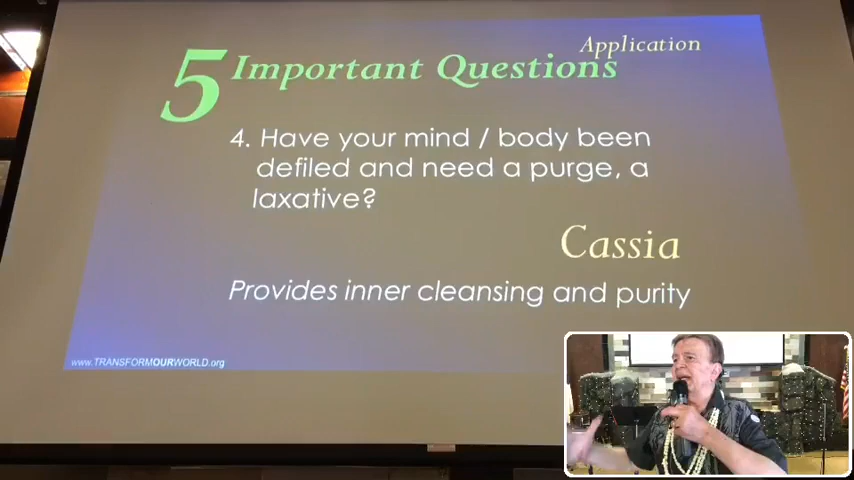 Application
5 Important Questions
4. Have your mind / body been
defiled and need a purge, a
laxative?
Cassia
Provides inner cleansing and purity
www.TRANSFORMOURWORLD.org